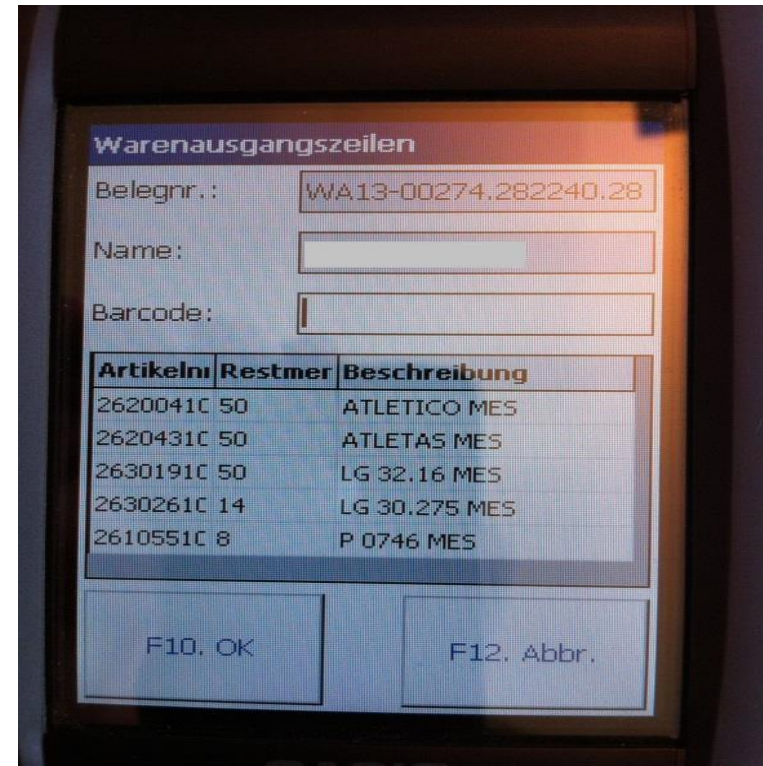 Warenausgangszeilen
Belegnr.: WA13-00274.282240.28
Name:
Barcode:
Artikelnı Restmer Beschreibung
2620041C 50 ATLETICO MES
2620431C 50 ATLETAS MES
2630191C 50 LG 32.16 MES
2630261C 14 LG 30.275 MES
2610551C 8 P 0746 MES
F10. OK F12. Abbr.